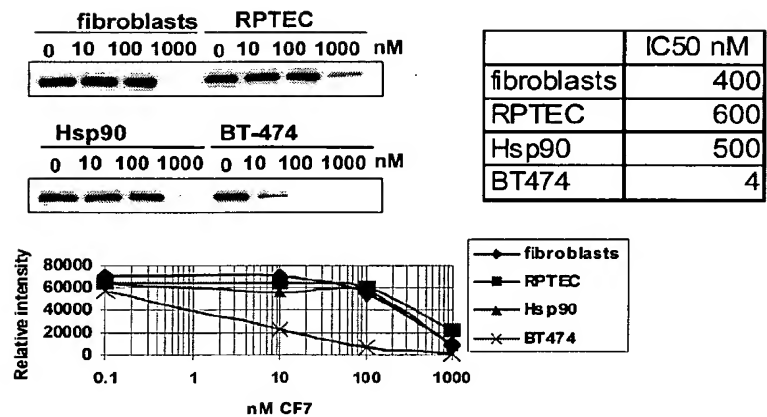 fibroblasts RPTEC
0 10 100 1000 0 10 100 1000 nM
Hsp90 BT-474
0 10 100 1000 0 10 100 1000 nM
IC50 nM
fibroblasts 400
RPTEC 600
Hsp90 500
BT474 4
Relative intensity
80000
60000
40000
20000
0
0.1 1 10 100 1000
nM CF7
fibroblasts
RPTEC
Hsp90
BT474